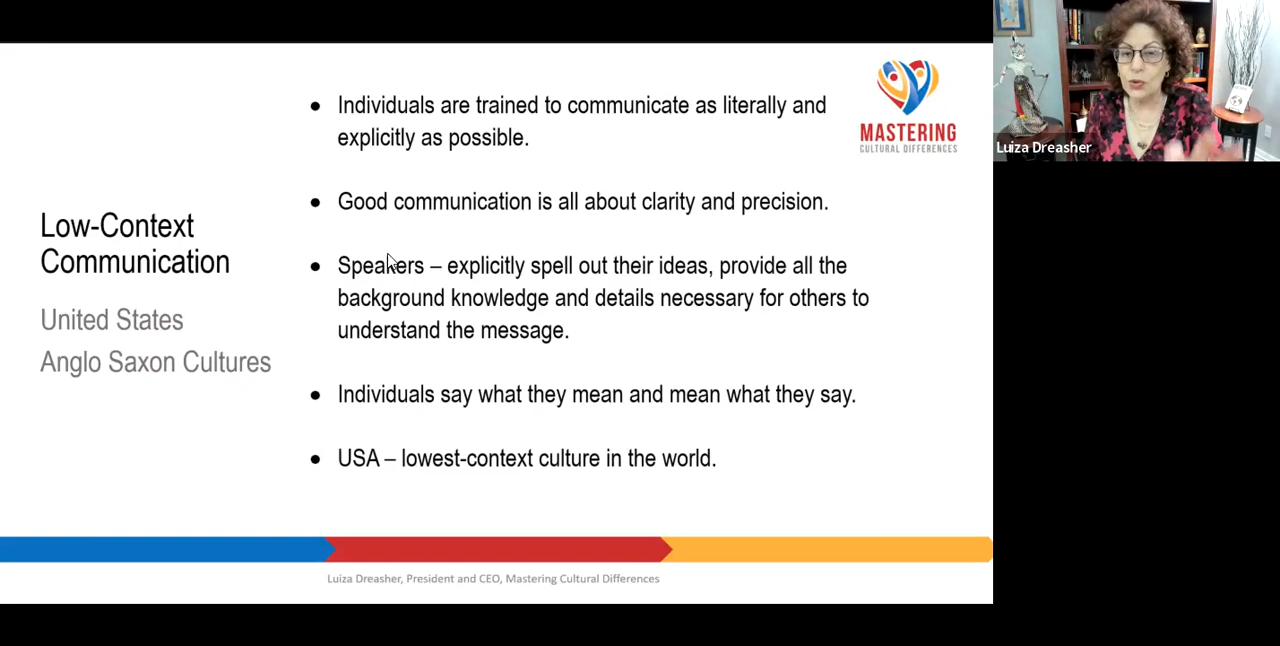 Low-Context
Communication
United States
Anglo Saxon Cultures
● Individuals are trained to communicate as literally and
explicitly as possible.
● Good communication is all about clarity and precision.
● Speakers – explicitly spell out their ideas, provide all the
background knowledge and details necessary for others to
understand the message.
● Individuals say what they mean and mean what they say.
● USA – lowest-context culture in the world.
MASTERING
CULTURAL DIFFERENCES
Luiza Dreasher, President and CEO, Mastering Cultural Differences
Luiza Dreasher